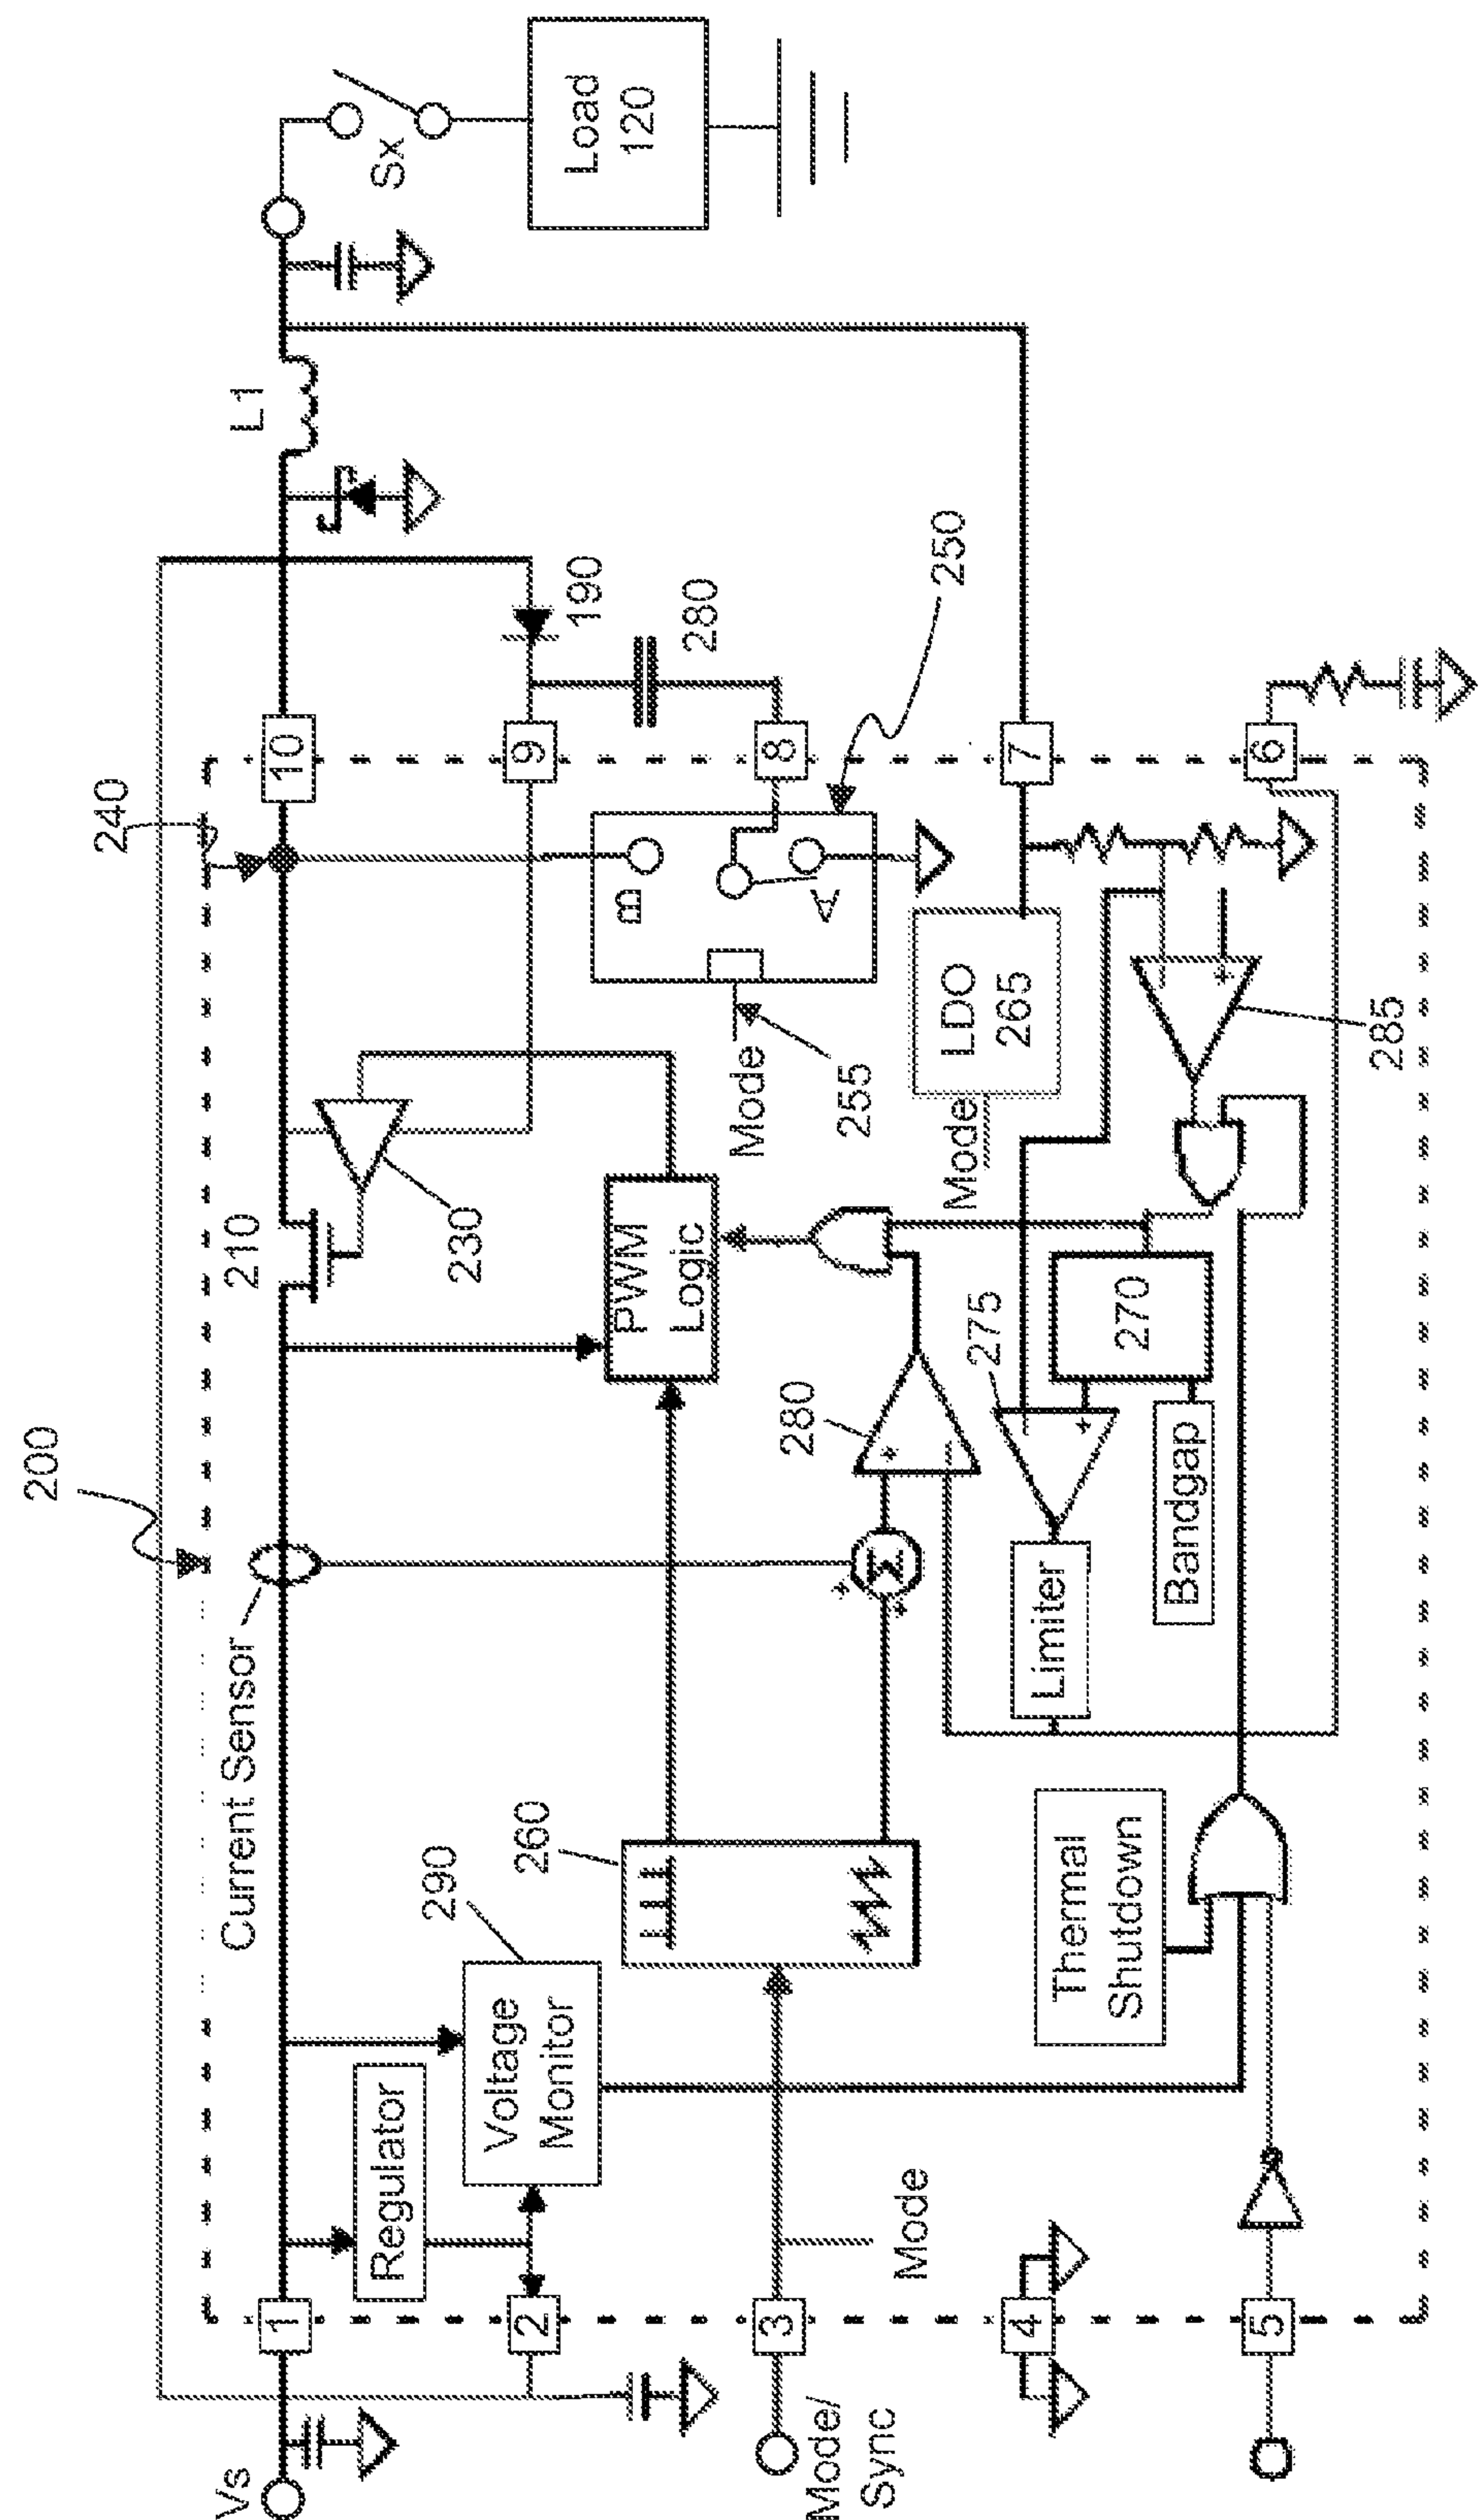 200
240
Vs
1
Current Sensor
210
10
L1
Sx
Load
120
Regulator
290
Voltage
Monitor
2
260
230
PWM
Logic
9
190
280
B
A
Mode
255
250
8
Mode/
Sync
3
Mode
280
+
+
+
Σ
LDO
265
Mode
7
4
Thermal
Shutdown
Limiter
275
+
270
Bandgap
+
285
5
6